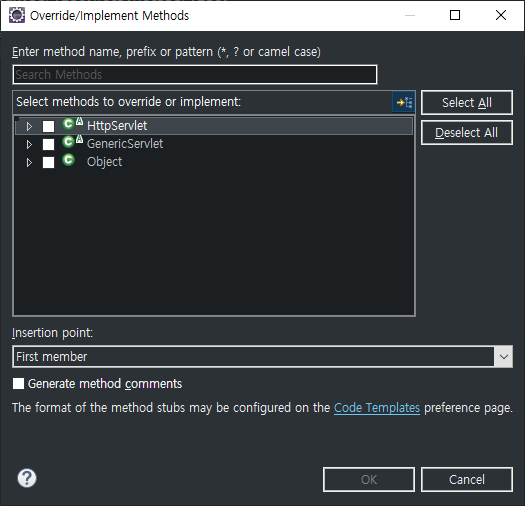 Override/Implement Methods
Enter method name, prefix or pattern (*, ? or camel case)
Search Methods
Select methods to override or implement:
Select All
HttpServlet
Deselect All
GenericServlet
Object
Insertion point:
First member
Generate method comments
The format of the method stubs may be configured on the Code Templates preference page.
OK
Cancel